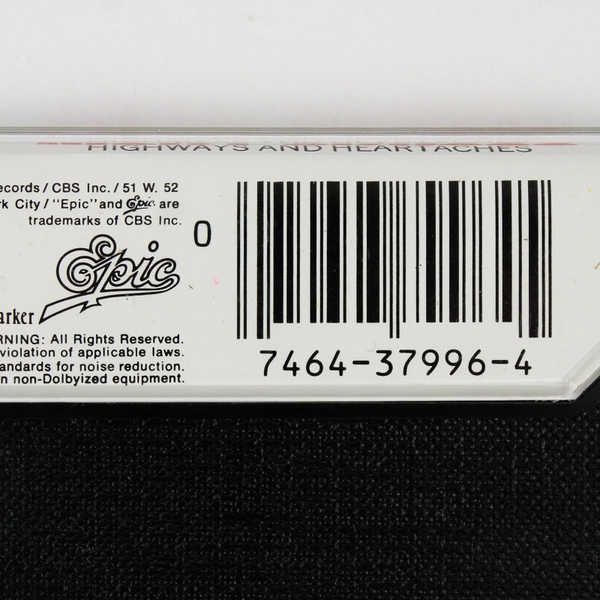 HIGHWAYS AND HEARTACHES
ecords/CBS Inc./51 W. 52
rk City/"Epic"and Epic are
trademarks of CBS Inc.
0
Epic
arker
RNING: All Rights Reserved.
violation of applicable laws.
andards for noise reduction.
n non-Dolbyized equipment.
7464-37996-4